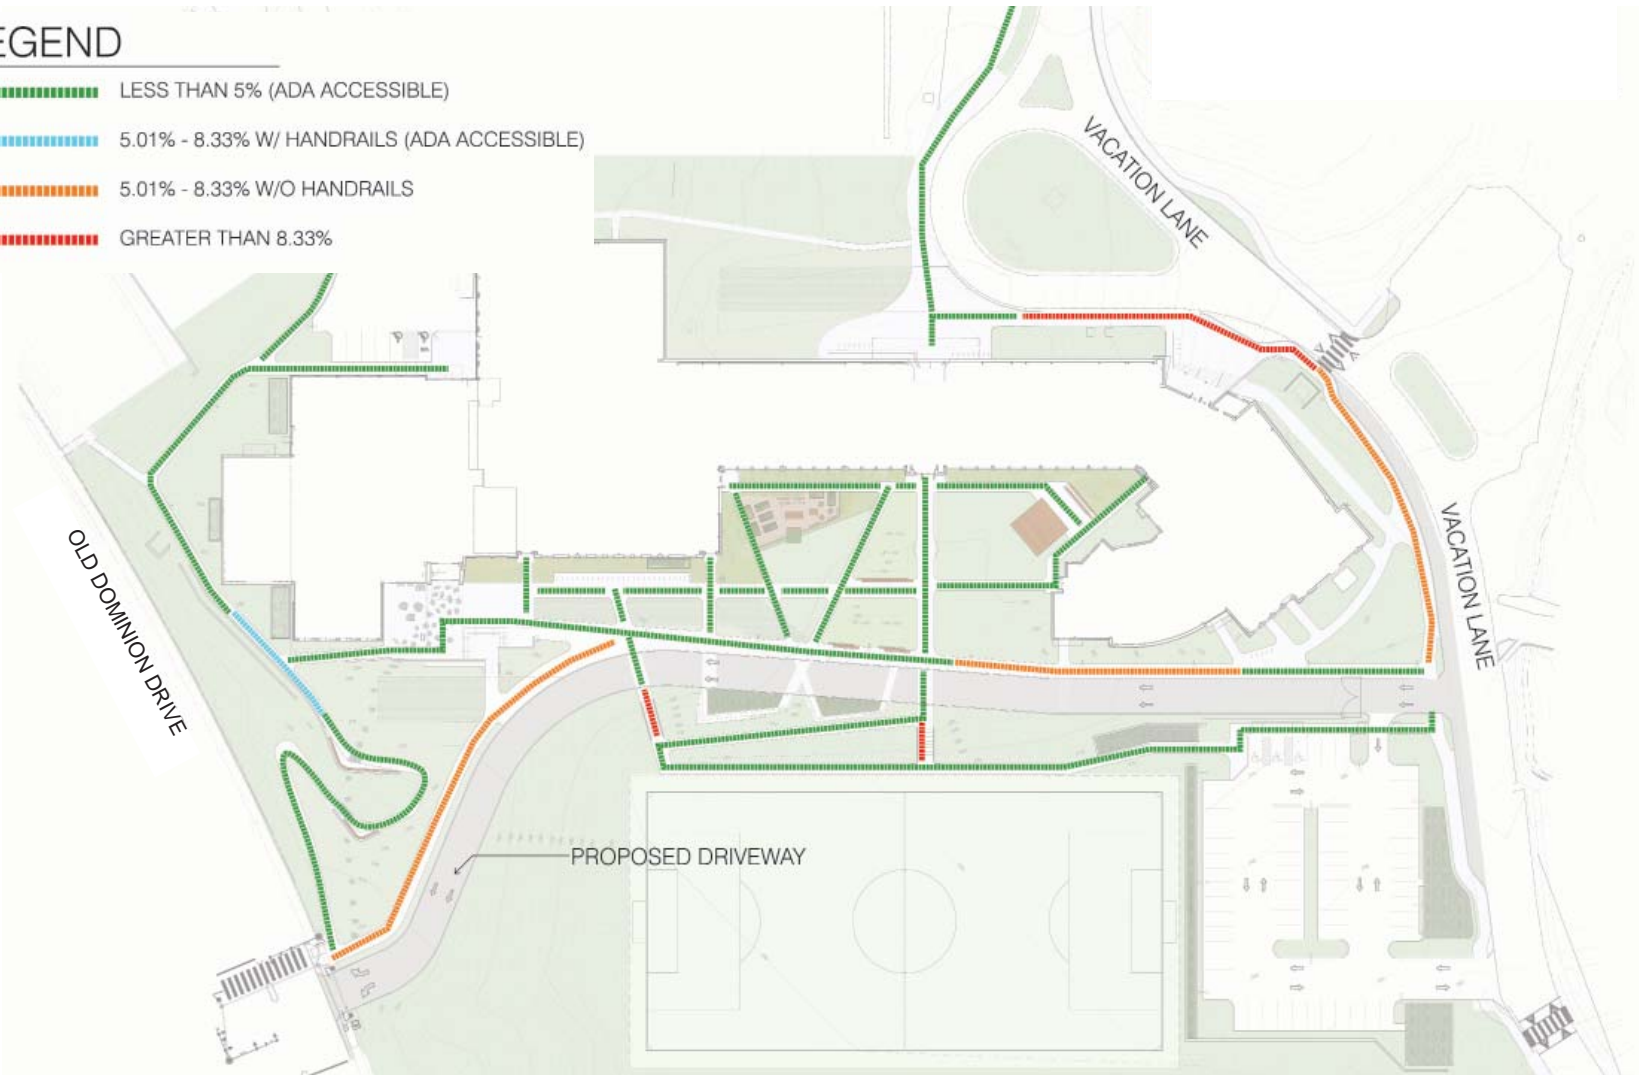 EGEND
LESS THAN 5% (ADA ACCESSIBLE)
5.01% - 8.33% W/ HANDRAILS (ADA ACCESSIBLE)
5.01% - 8.33% W/O HANDRAILS
GREATER THAN 8.33%
VACATION LANE
OLD DOMINION DRIVE
VACATION LANE
PROPOSED DRIVEWAY